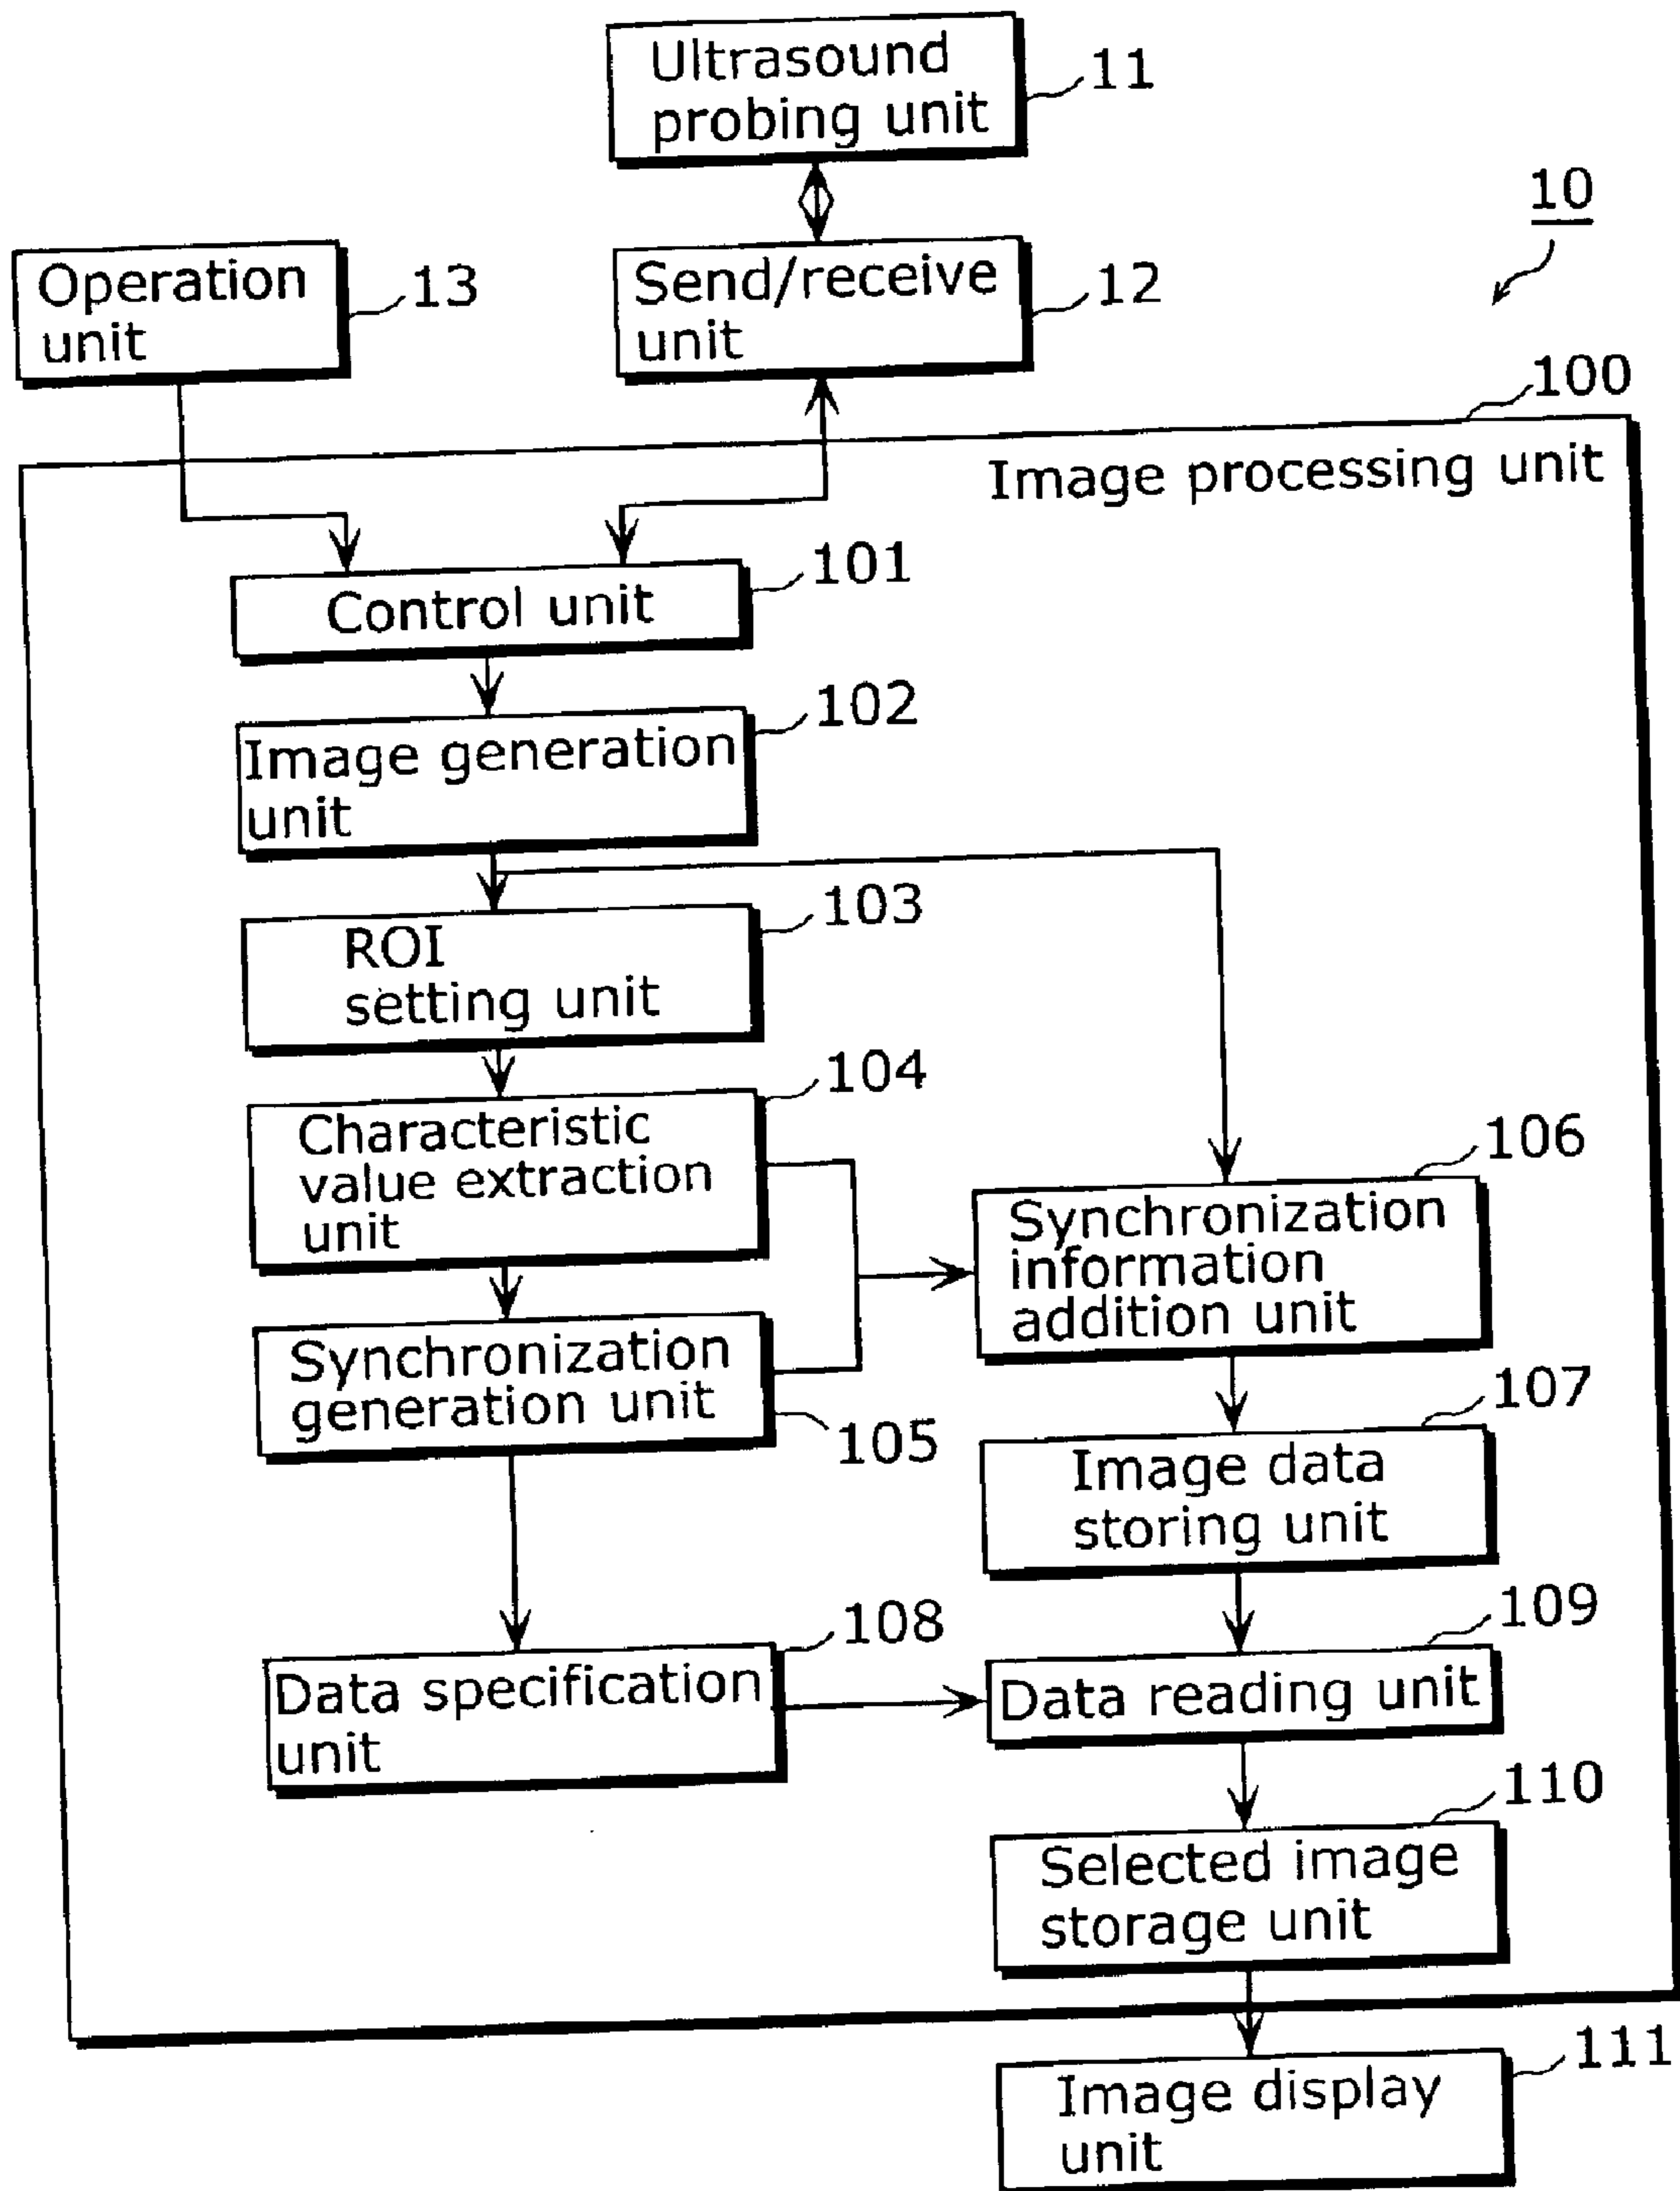 Ultrasound
probing unit
11
10
Operation
unit
13
Send/receive
unit
12
100
Image processing unit
Control unit
101
Image generation
unit
102
ROI
setting unit
103
Characteristic
value extraction
unit
104
Synchronization
generation unit
105
Synchronization
information
addition unit
106
Image data
storing unit
107
Data specification
unit
108
Data reading unit
109
Selected image
storage unit
110
Image display
unit
111